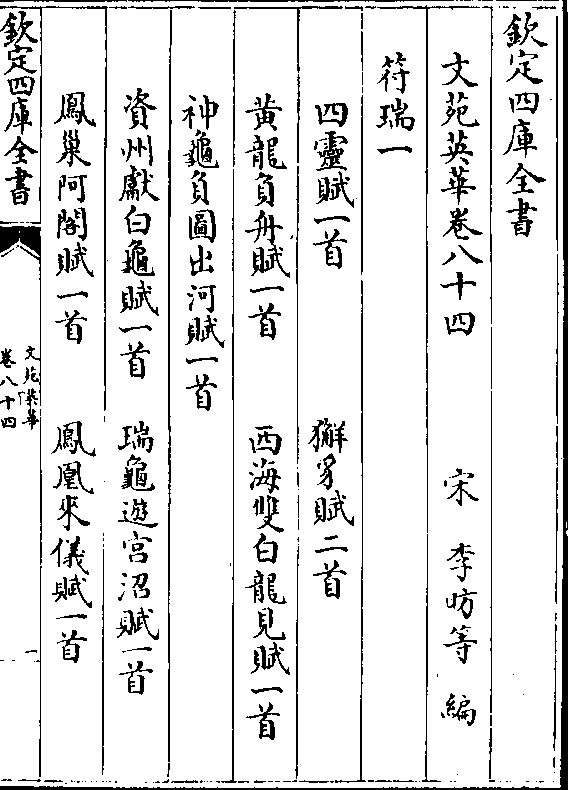 欽定四庫全書
文苑英華卷八十四
宋 李昉等 編
符瑞一
四靈賦一首 獬豸賦二首
黄龍負舟賦一首 西海雙白龍見賦一首
神龜負圖出河賦一首
資州獻白龜賦一首 瑞龜遊宫沼賦一首
鳳巢阿閣賦一首 鳳凰來儀賦一首
欽定四庫全書
文苑英華
卷八十四
一